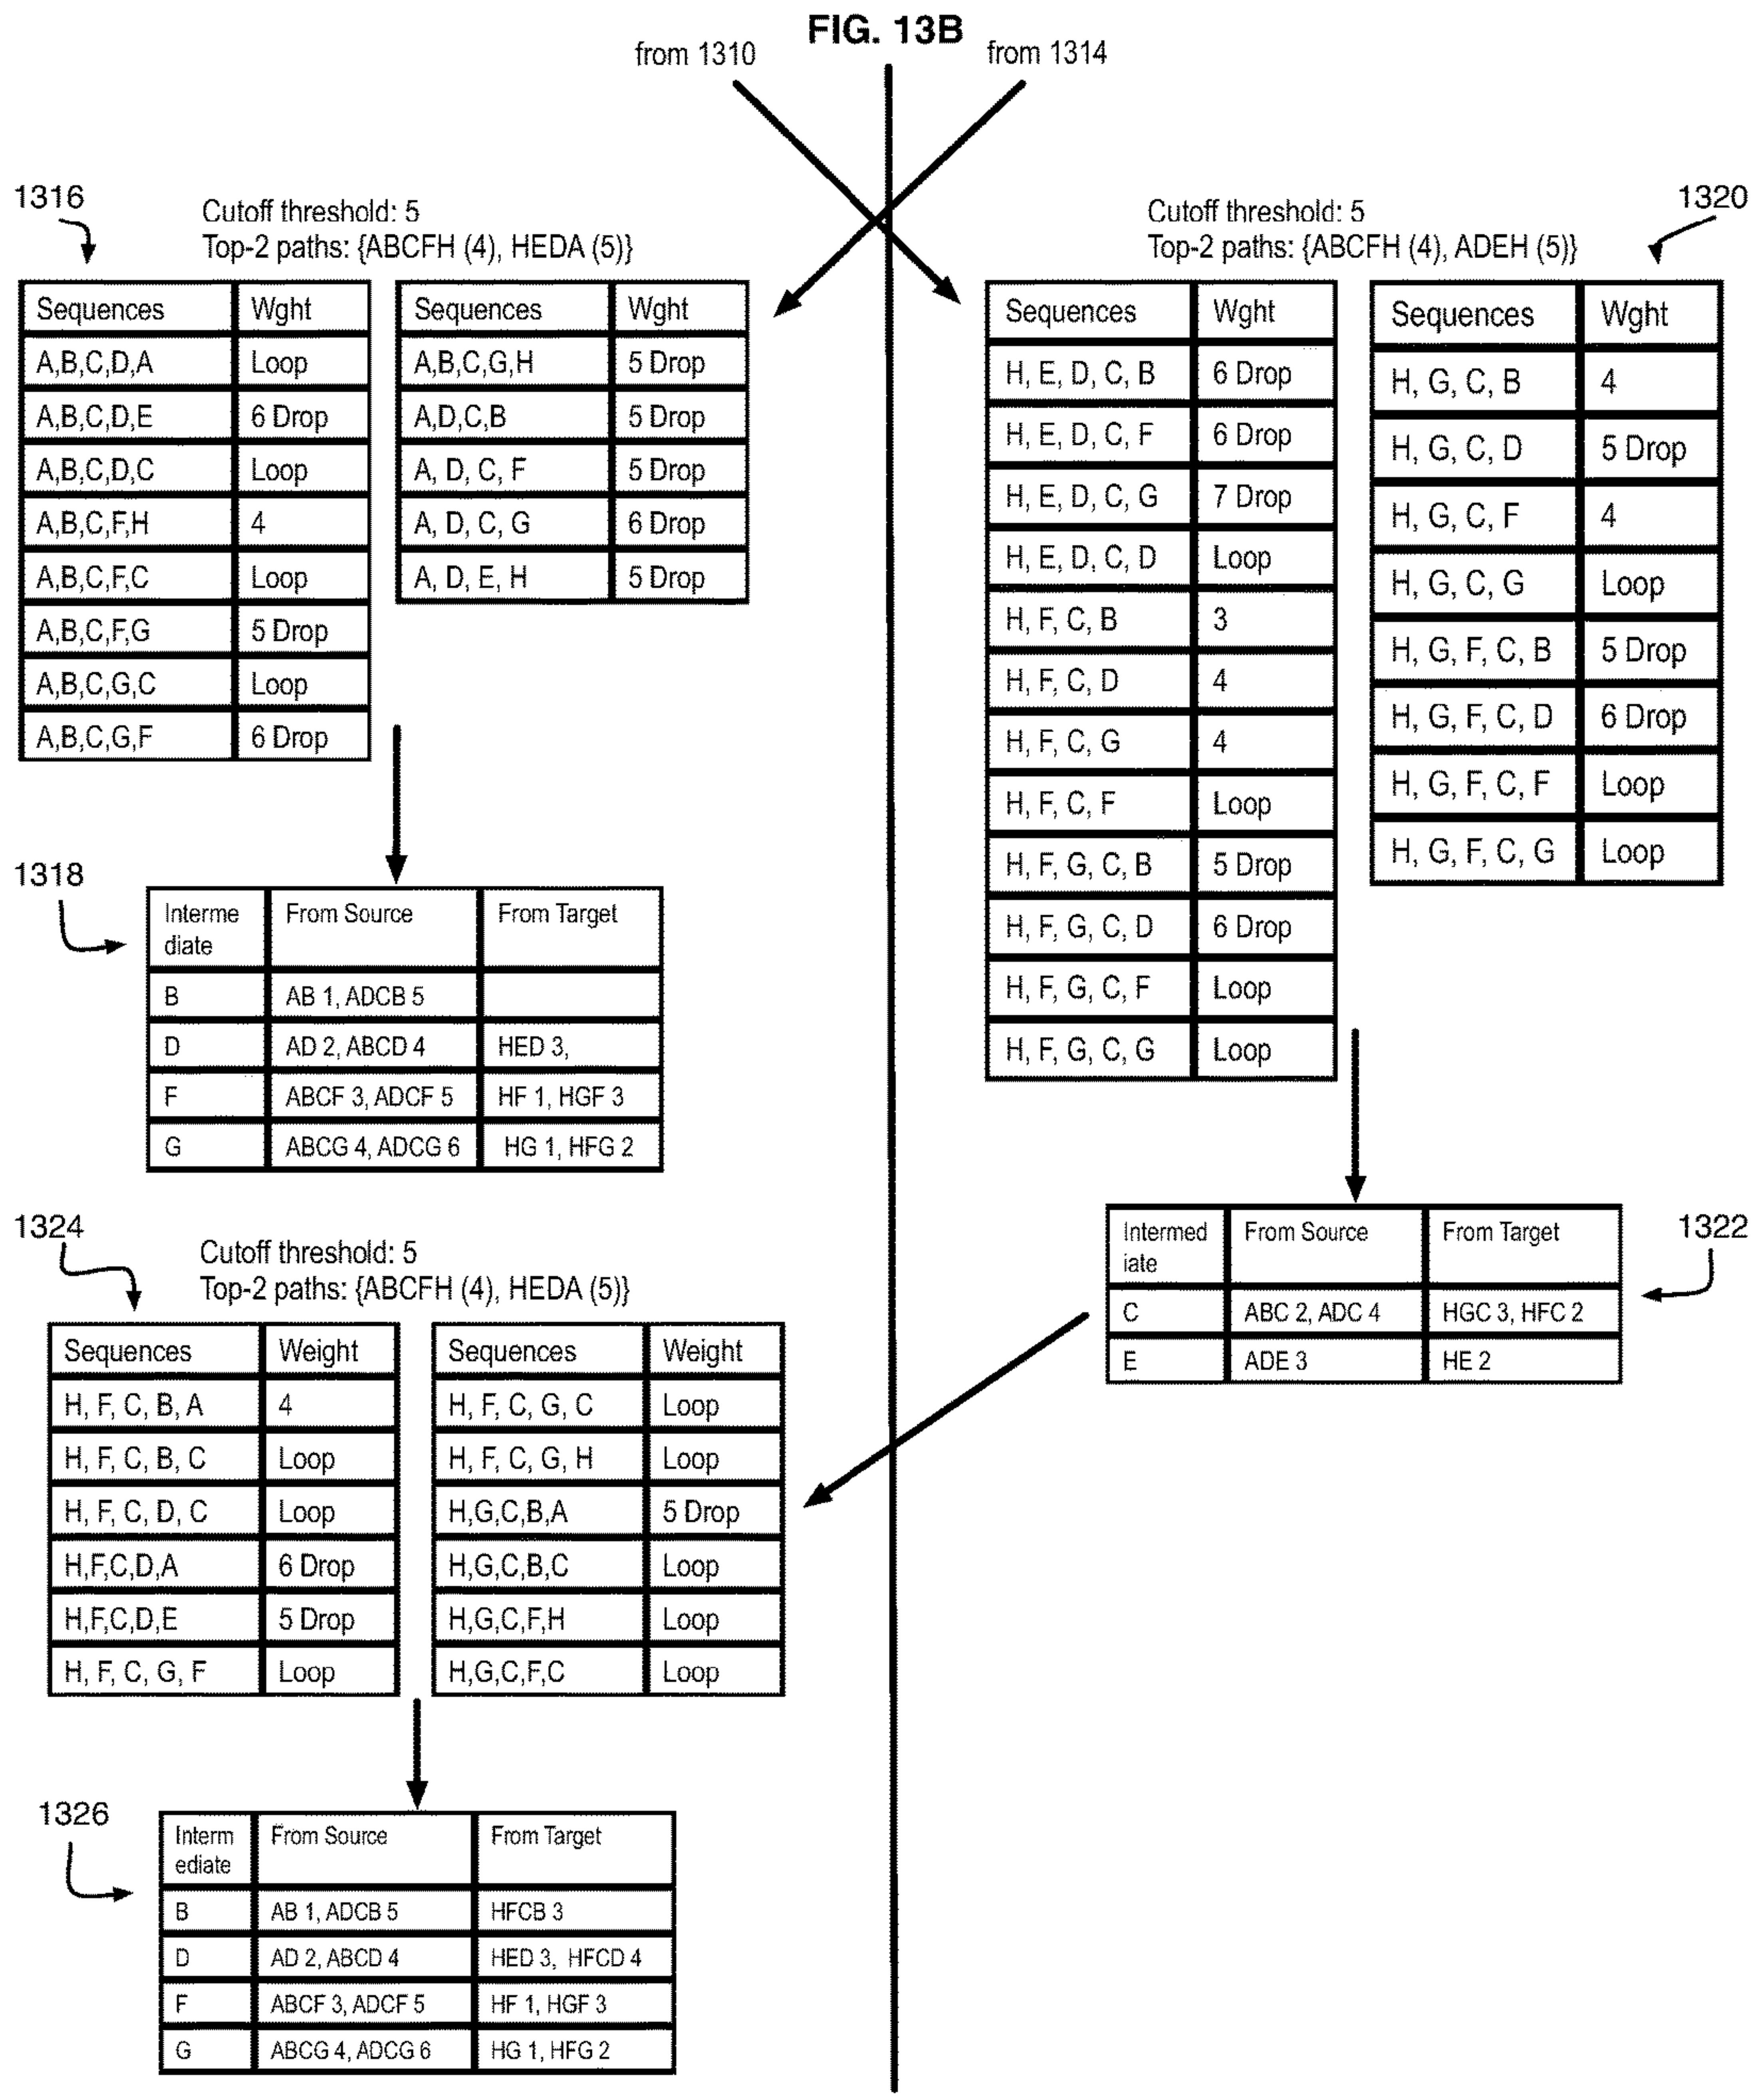 FIG. 13B
from 1310
from 1314
1316
Cutoff threshold: 5
Top-2 paths: {ABCFH (4), HEDA (5)}
Sequences Wght
A,B,C,D,A Loop
A,B,C,D,E 6 Drop
A,B,C,D,C Loop
A,B,C,F,H 4
A,B,C,F,C Loop
A,B,C,F,G 5 Drop
A,B,C,G,C Loop
A,B,C,G,F 6 Drop
Sequences Wght
A,B,C,G,H 5 Drop
A,D,C,B 5 Drop
A, D, C, F 5 Drop
A, D, C, G 6 Drop
A, D, E, H 5 Drop
1320
Cutoff threshold: 5
Top-2 paths: {ABCFH (4), ADEH (5)}
Sequences Wght
H, E, D, C, B 6 Drop
H, E, D, C, F 6 Drop
H, E, D, C, G 7 Drop
H, E, D, C, D Loop
H, F, C, B 3
H, F, C, D 4
H, F, C, G 4
H, F, C, F Loop
H, F, G, C, B 5 Drop
H, F, G, C, D 6 Drop
H, F, G, C, F Loop
H, F, G, C, G Loop
Sequences Wght
H, G, C, B 4
H, G, C, D 5 Drop
H, G, C, F 4
H, G, C, G Loop
H, G, F, C, B 5 Drop
H, G, F, C, D 6 Drop
H, G, F, C, F Loop
H, G, F, C, G Loop
1318
Interme From Source From Target
diate
B AB 1, ADCB 5
D AD 2, ABCD 4 HED 3,
F ABCF 3, ADCF 5 HF 1, HGF 3
G ABCG 4, ADCG 6 HG 1, HFG 2
1322
Intermed From Source From Target
iate
C ABC 2, ADC 4 HGC 3, HFC 2
E ADE 3 HE 2
1324
Cutoff threshold: 5
Top-2 paths: {ABCFH (4), HEDA (5)}
Sequences Weight
H, F, C, B, A 4
H, F, C, B, C Loop
H, F, C, D, C Loop
H,F,C,D,A 6 Drop
H,F,C,D,E 5 Drop
H, F, C, G, F Loop
Sequences Weight
H, F, C, G, C Loop
H, F, C, G, H Loop
H,G,C,B,A 5 Drop
H,G,C,B,C Loop
H,G,C,F,H Loop
H,G,C,F,C Loop
1326
Interm From Source From Target
ediate
B AB 1, ADCB 5 HFCB 3
D AD 2, ABCD 4 HED 3, HFCD 4
F ABCF 3, ADCF 5 HF 1, HGF 3
G ABCG 4, ADCG 6 HG 1, HFG 2